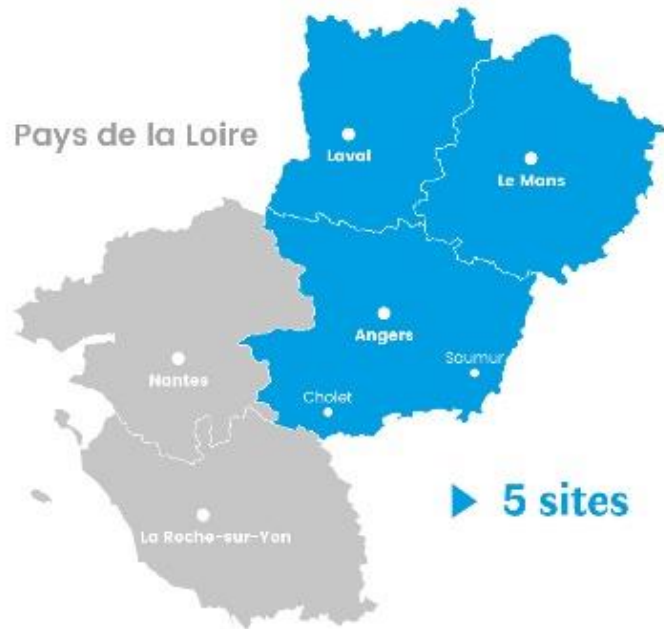 Pays de la Loire
Laval
Le Mans
Angers
Saumur
Nantes
Cholet
▶ 5 sites
La Roche-sur-Yon